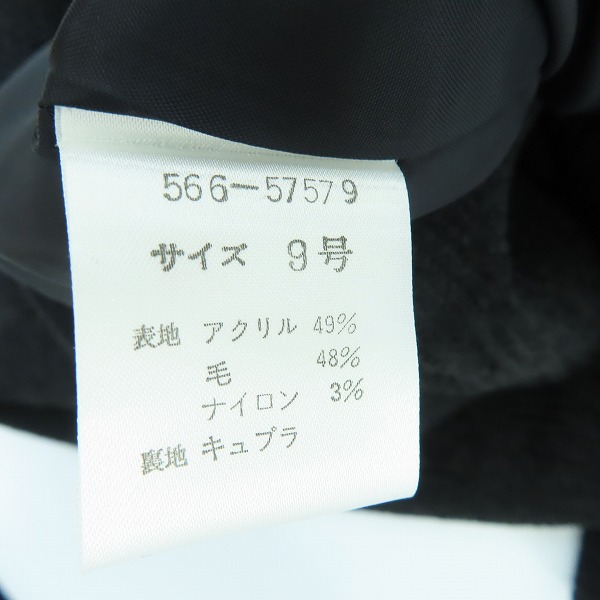 566-57579
サイズ 9号
表地 アクリル 49%
毛 48%
ナイロン 3%
裏地 キュプラ